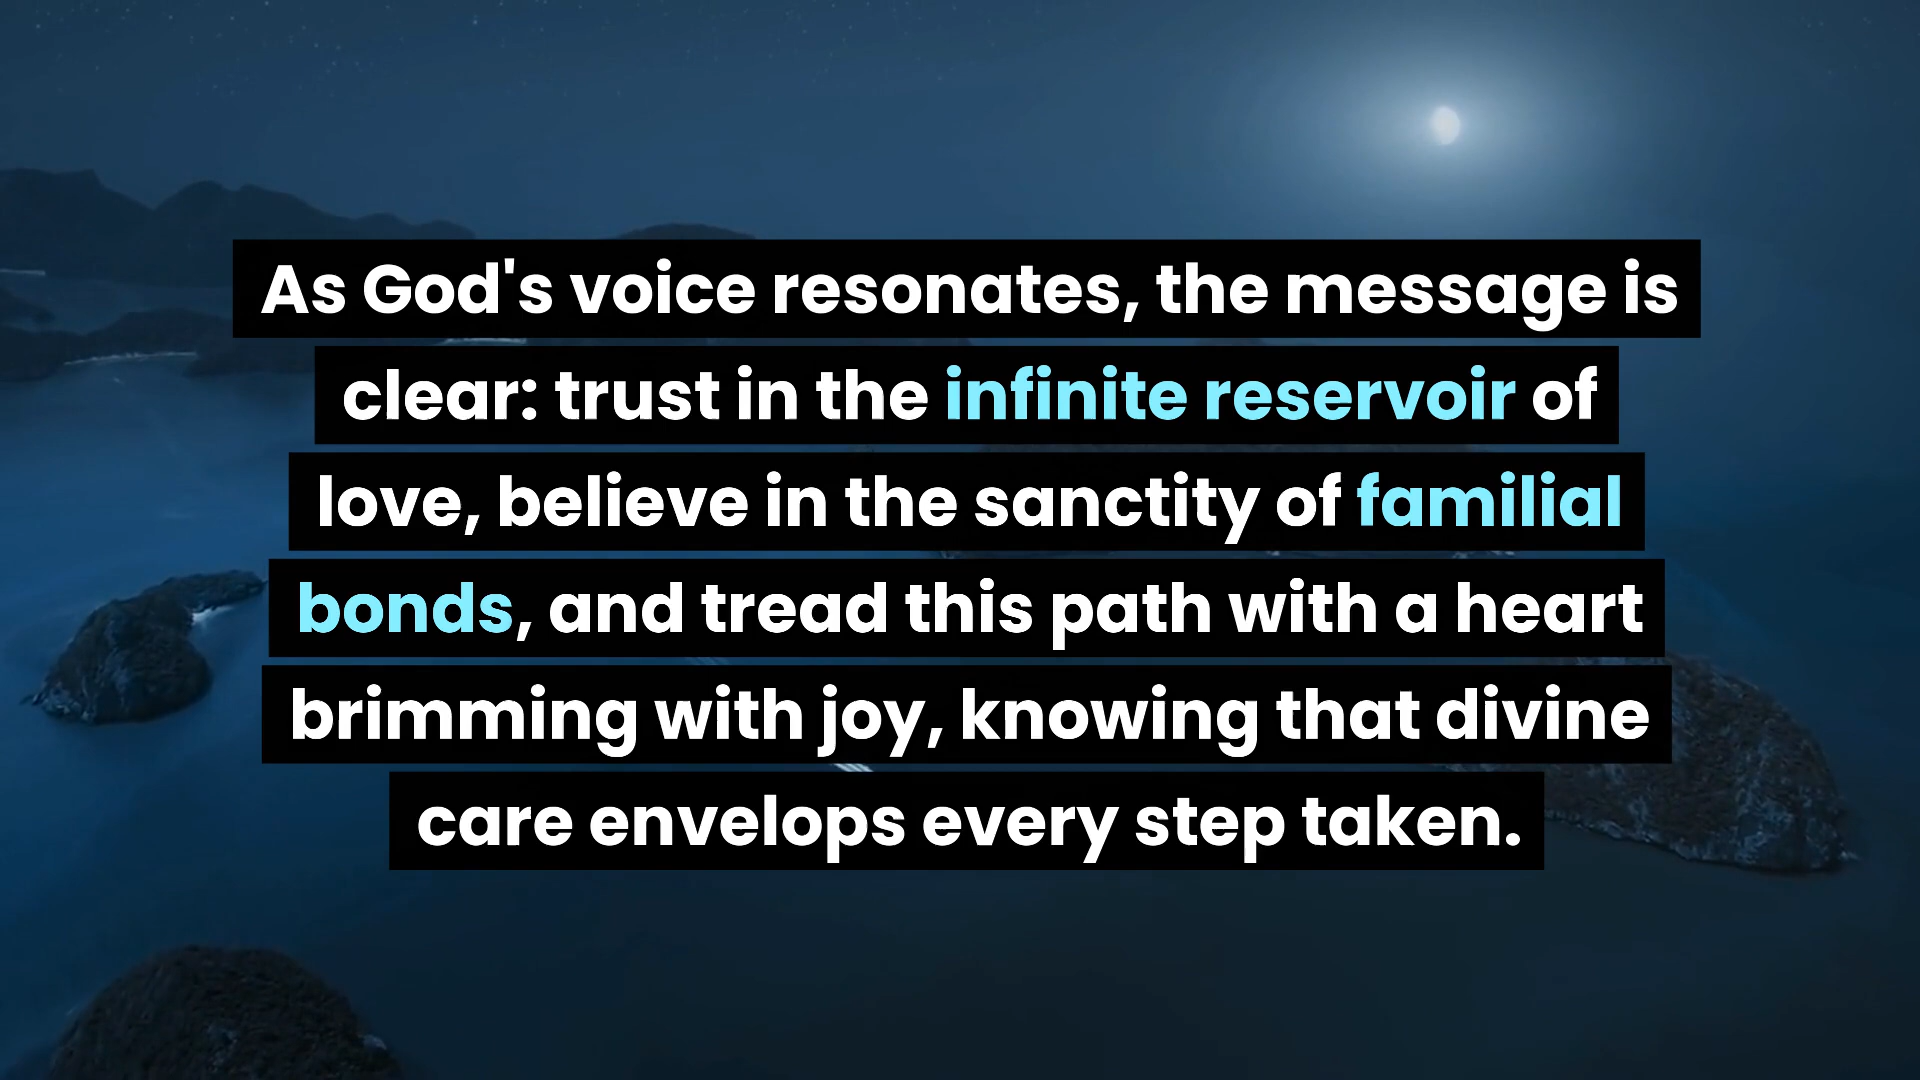 As God's voice resonates, the message is
clear: trust in the infinite reservoir of
love, believe in the sanctity of familial
bonds, and tread this path with a heart
brimming with joy, knowing that divine
care envelops every step taken.